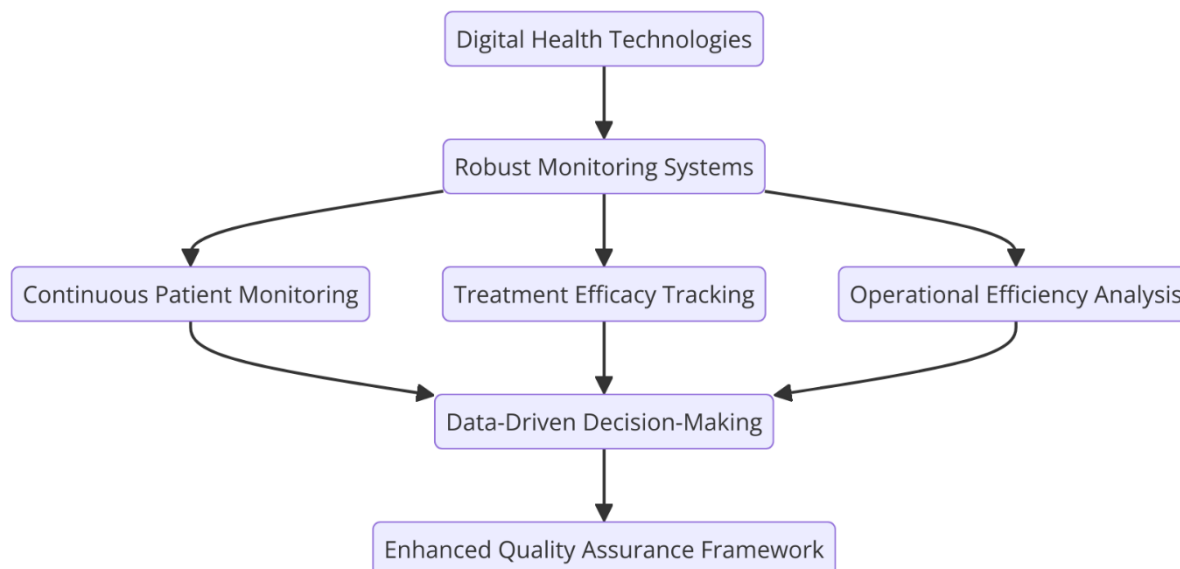 Digital Health Technologies
Robust Monitoring Systems
Continuous Patient Monitoring
Treatment Efficacy Tracking
Operational Efficiency Analysis
Data-Driven Decision-Making
Enhanced Quality Assurance Framework